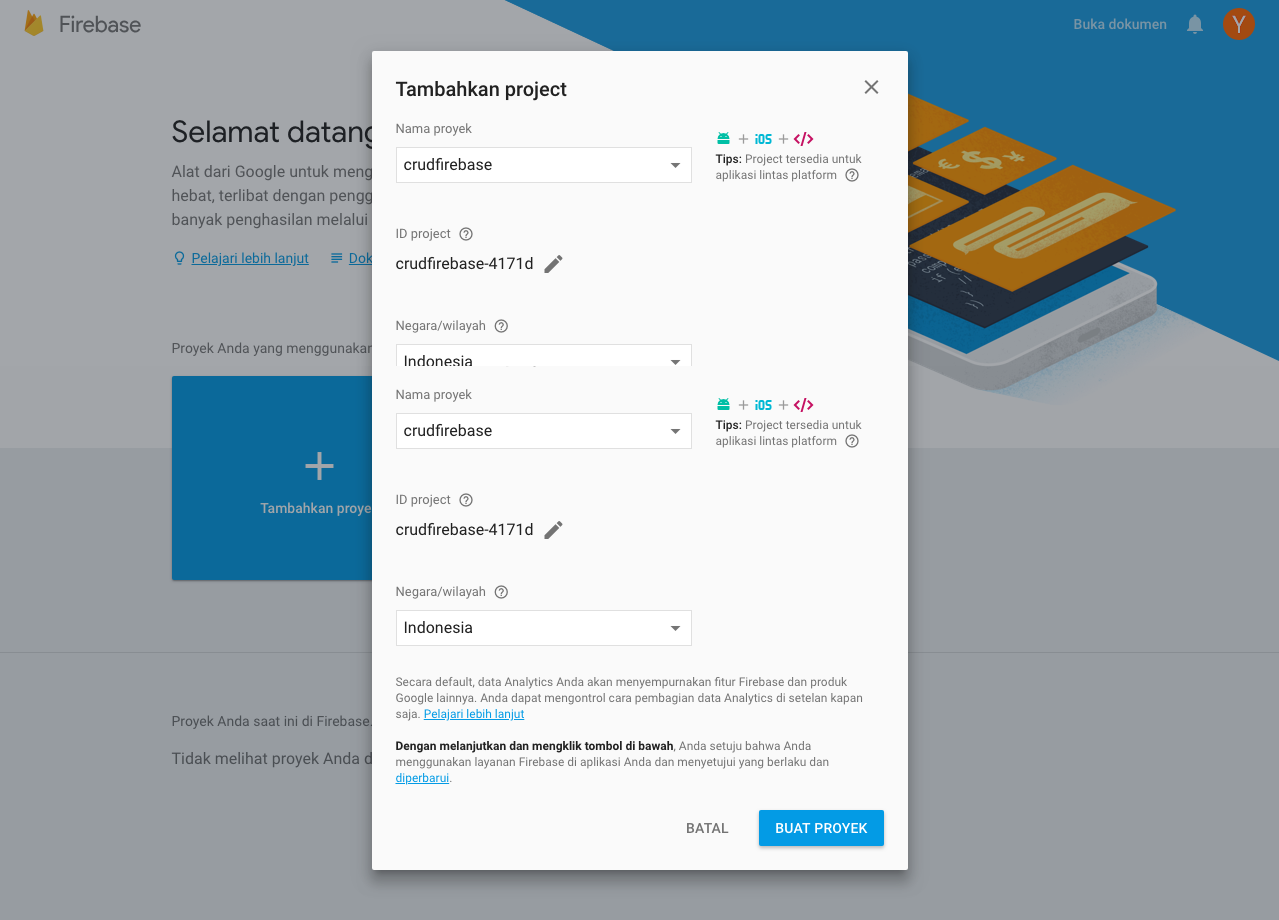 Firebase
Buka dokumen
Y
Tambahkan project
Selamat datang
Alat dari Google untuk
hebat, terlibat dengan
banyak penghasilan melalui
Pelajari lebih lanjut
Nama proyek
crudfirebase
iOS
</>
Tips: Project tersedia untuk
aplikasi lintas platform
ID project
crudfirebase-4171d
Negara/wilayah
Indonesia
Proyek Anda yang menggunakan
Nama proyek
crudfirebase
iOS
</>
Tips: Project tersedia untuk
aplikasi lintas platform
Tambahkan proye
ID project
crudfirebase-4171d
Negara/wilayah
Indonesia
Secara default, data Analytics Anda akan menyempurnakan fitur Firebase dan produk
Google lainnya. Anda dapat mengontrol cara pembagian data Analytics di setelan kapan
saja. Pelajari lebih lanjut
Proyek Anda saat ini di Firebase.
Tidak melihat proyek Anda d
Dengan melanjutkan dan mengklik tombol di bawah, Anda setuju bahwa Anda
menggunakan layanan Firebase di aplikasi Anda dan menyetujui yang berlaku dan
diperbarui.
BATAL
BUAT PROYEK